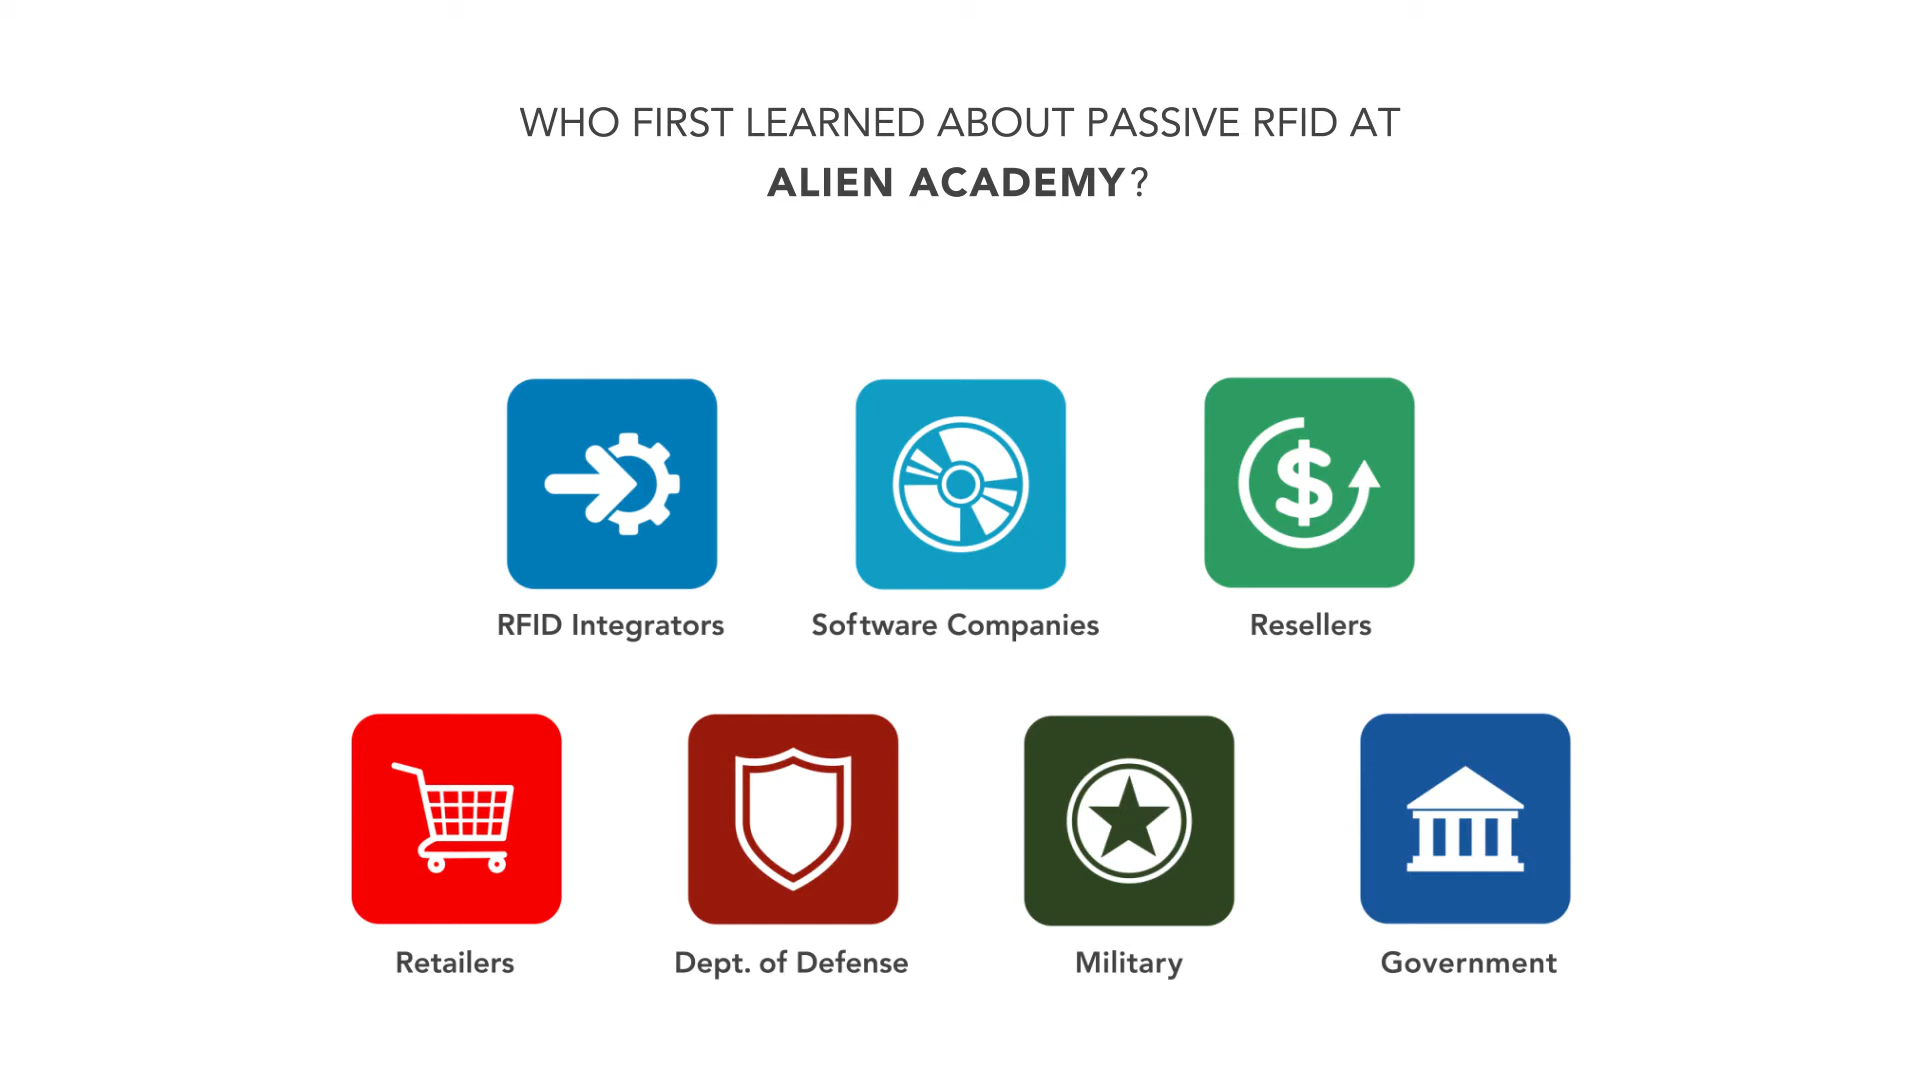 WHO FIRST LEARNED ABOUT PASSIVE RFID AT
ALIEN ACADEMY?
RFID Integrators
Software Companies
Resellers
Retailers
Dept. of Defense
Military
Government